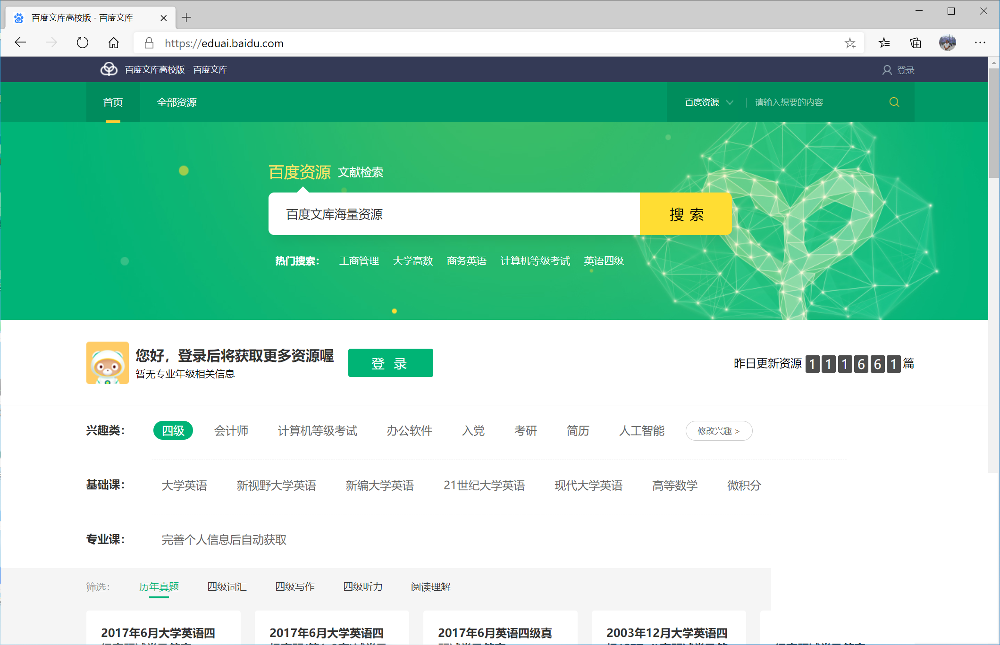 百度文库高校版 - 百度文库
https://eduai.baidu.com
百度文库高校版 - 百度文库
登录
首页 全部资源 百度资源 请输入想要的内容
百度资源 文献检索
百度文库海量资源 搜 索
热门搜索： 工商管理 大学高数 商务英语 计算机等级考试 英语四级
您好，登录后将获取更多资源喔
暂无专业年级相关信息
登 录
昨日更新资源 1 1 1 6 6 1 篇
兴趣类： 四级 会计师 计算机等级考试 办公软件 入党 考研 简历 人工智能 修改兴趣 >
基础课： 大学英语 新视野大学英语 新编大学英语 21世纪大学英语 现代大学英语 高等数学 微积分
专业课： 完善个人信息后自动获取
筛选： 历年真题 四级词汇 四级写作 四级听力 阅读理解
2017年6月大学英语四 2017年6月大学英语四 2017年6月英语四级真 2003年12月大学英语四